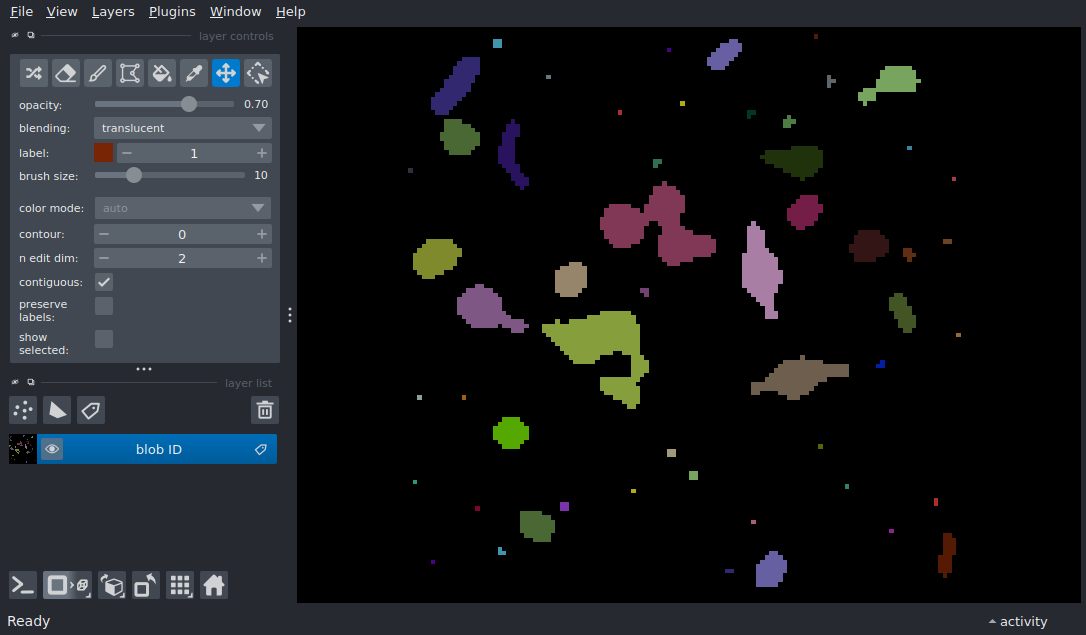 File View Layers Plugins Window Help
layer controls
opacity: 0.70
blending: translucent
label: 1
brush size: 10
color mode: auto
contour: 0
n edit dim: 2
contiguous:
preserve
labels:
show
selected:
layer list
blob ID
Ready
activity